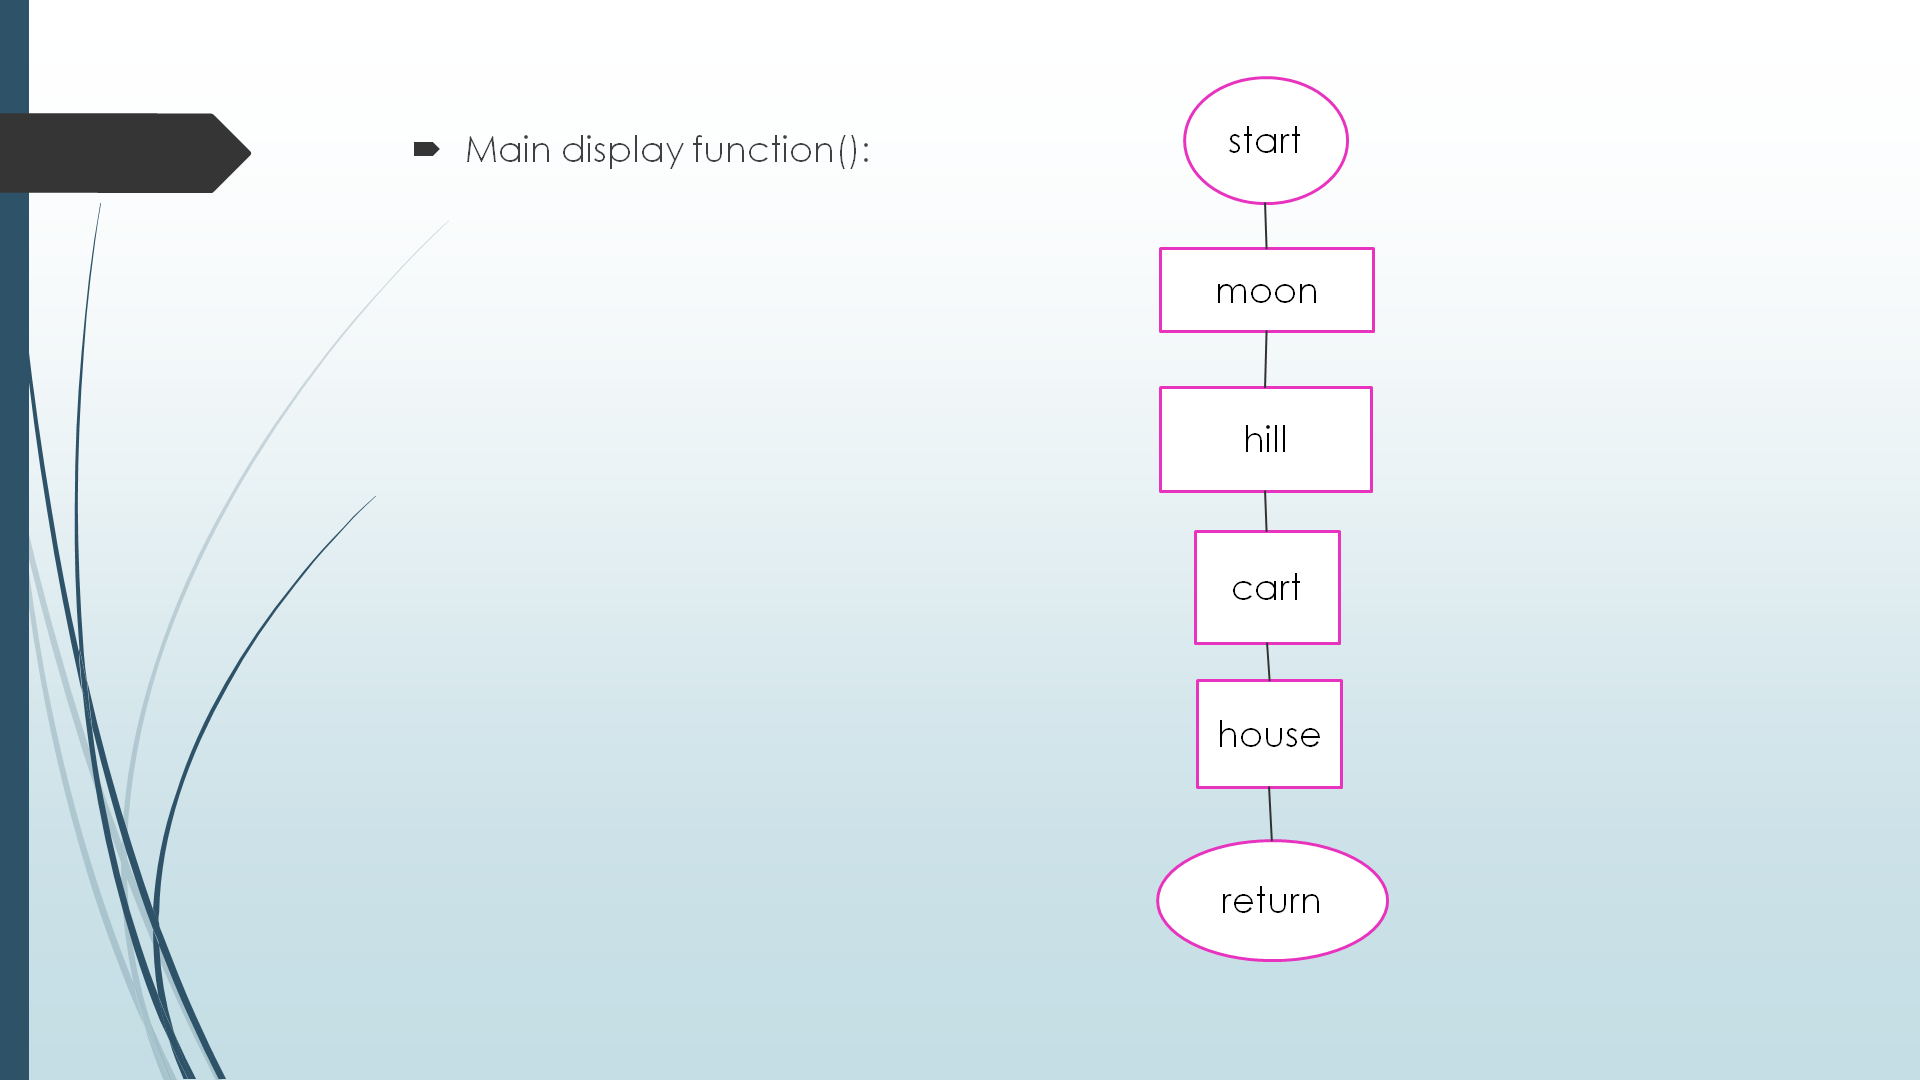 Main display function():
start
moon
hill
cart
house
return